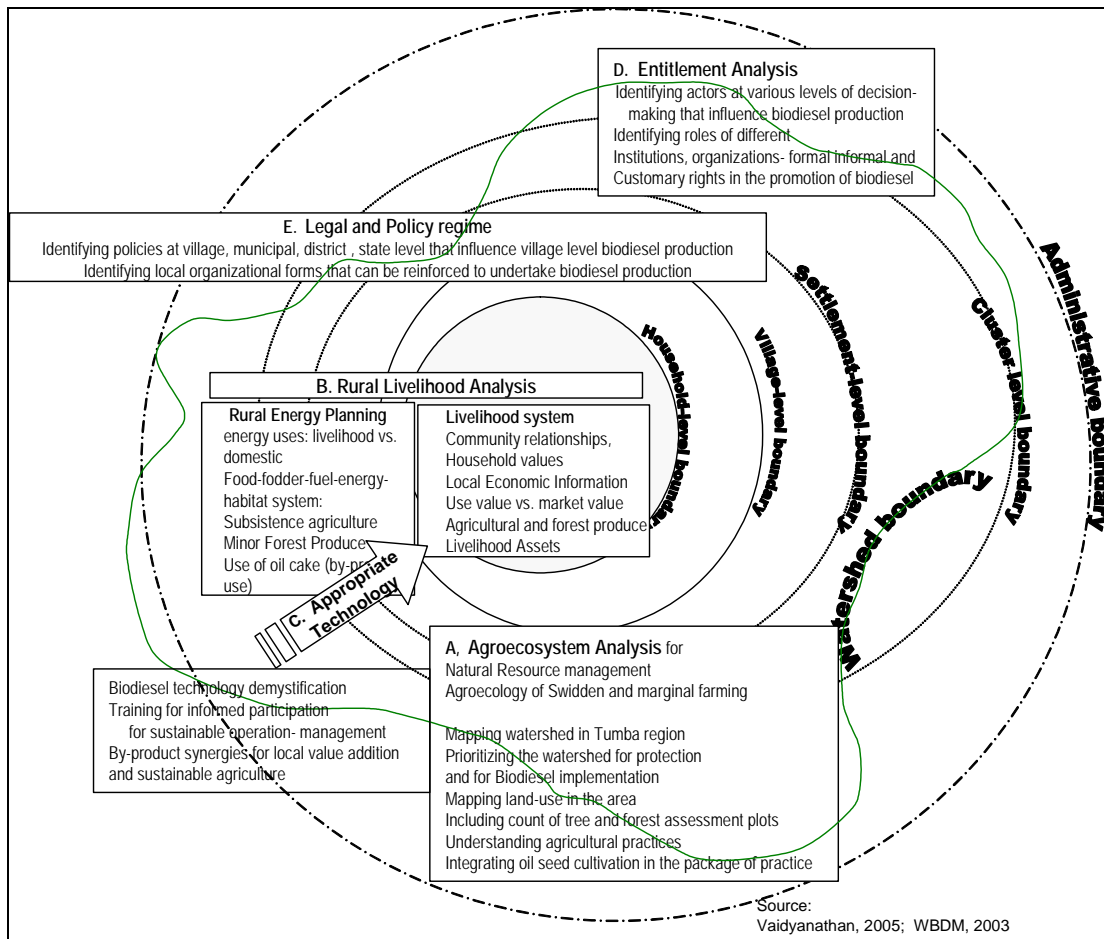 D. Entitlement Analysis
Identifying actors at various levels of decision-
making that influence biodiesel production
Identifying roles of different
Institutions, organizations- formal informal and
Customary rights in the promotion of biodiesel
E. Legal and Policy regime
Identifying policies at village, municipal, district , state level that influence village level biodiesel production
Identifying local organizational forms that can be reinforced to undertake biodiesel production
Household-level boundary
Village-level boundary
Settlement-level boundary
Cluster level boundary
Administrative boundary
Watershed boundary
B. Rural Livelihood Analysis
Rural Energy Planning
energy uses: livelihood vs.
domestic
Food-fodder-fuel-energy-
habitat system:
Subsistence agriculture
Minor Forest Produce
Use of oil cake (by-pr
use)
Livelihood system
Community relationships,
Household values
Local Economic Information
Use value vs. market value
Agricultural and forest produce
Livelihood Assets
C. Appropriate
Technology
Biodiesel technology demystification
Training for informed participation
for sustainable operation- management
By-product synergies for local value addition
and sustainable agriculture
A, Agroecosystem Analysis for
Natural Resource management
Agroecology of Swidden and marginal farming
Mapping watershed in Tumba region
Prioritizing the watershed for protection
and for Biodiesel implementation
Mapping land-use in the area
Including count of tree and forest assessment plots
Understanding agricultural practices
Integrating oil seed cultivation in the package of practice
Source:
Vaidyanathan, 2005; WBDM, 2003